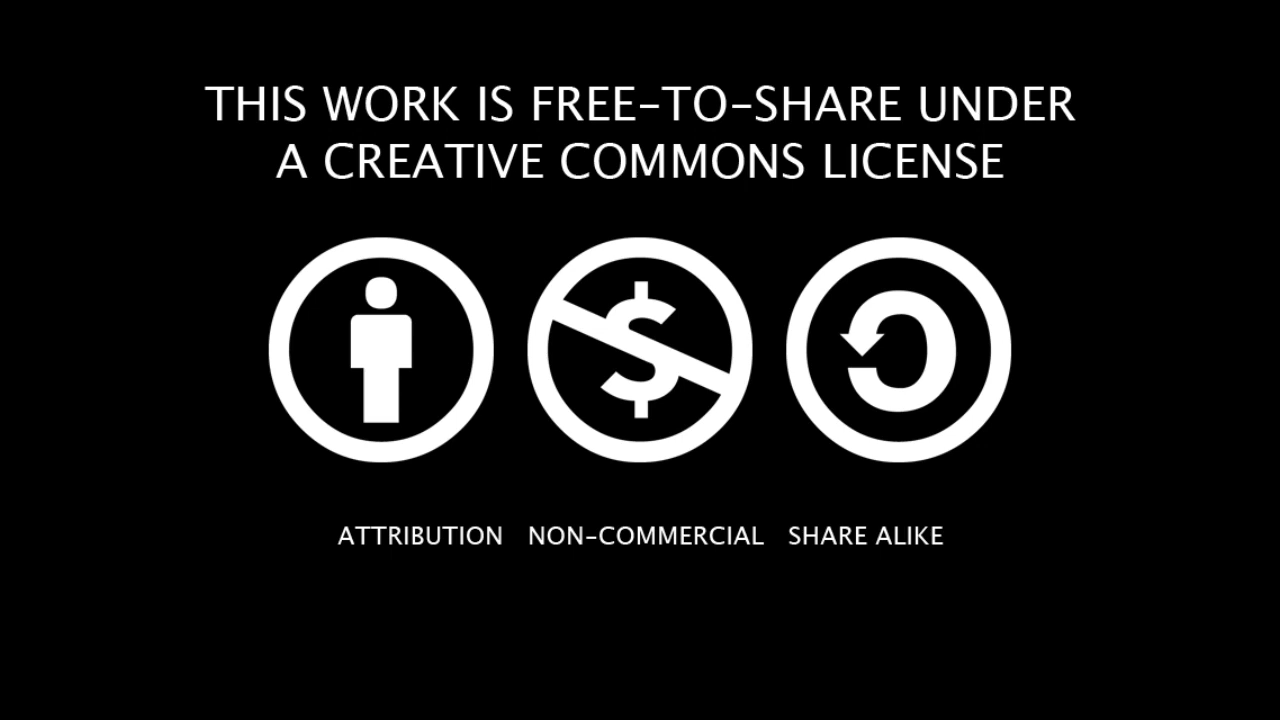 THIS WORK IS FREE-TO-SHARE UNDER
A CREATIVE COMMONS LICENSE
$
ATTRIBUTION NON-COMMERCIAL SHARE ALIKE